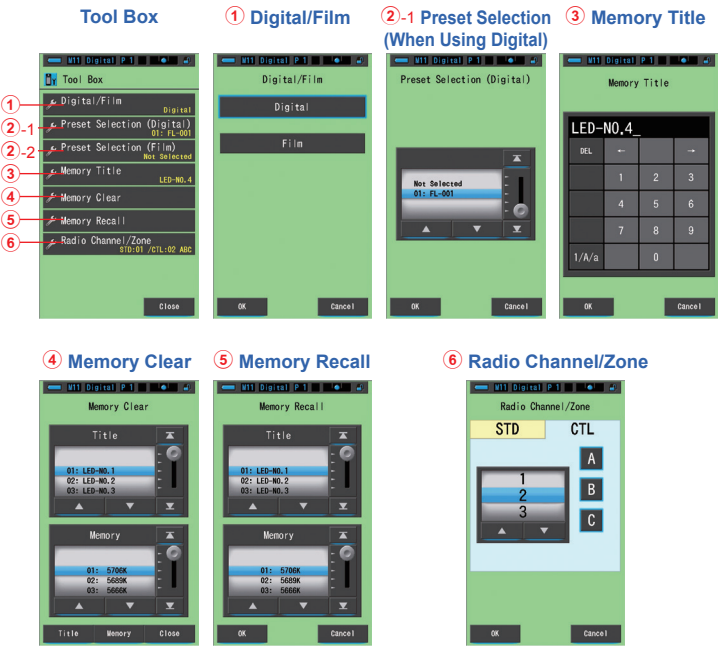 Tool Box
① Digital/Film
②-1 Preset Selection
(When Using Digital)
③ Memory Title
M11 Digital P 1
Tool Box
① Digital/Film
Digital
②-1 Preset Selection (Digital)
01: FL-001
②-2 Preset Selection (Film)
Not Selected
③ Memory Title
LED-NO.4
④ Memory Clear
⑤ Memory Recall
⑥ Radio Channel/Zone
STD:01 /CTL:02 ABC
Close
M11 Digital P 1
Digital/Film
Digital
Film
OK Cancel
M11 Digital P 1
Preset Selection (Digital)
Not Selected
01: FL-001
OK Cancel
M11 Digital P 1
Memory Title
LED-NO.4_
DEL ← →
1 2 3
4 5 6
7 8 9
1/A/a 0
OK Cancel
④ Memory Clear
M11 Digital P 1
Memory Clear
Title
01: LED-NO.1
02: LED-NO.2
03: LED-NO.3
Memory
01: 5706K
02: 5689K
03: 5666K
Title Memory Close
⑤ Memory Recall
M11 Digital P 1
Memory Recall
Title
01: LED-NO.1
02: LED-NO.2
03: LED-NO.3
Memory
01: 5706K
02: 5689K
03: 5666K
OK Cancel
⑥ Radio Channel/Zone
M11 Digital P 1
Radio Channel/Zone
STD CTL
1
2
3
A
B
C
OK Cancel